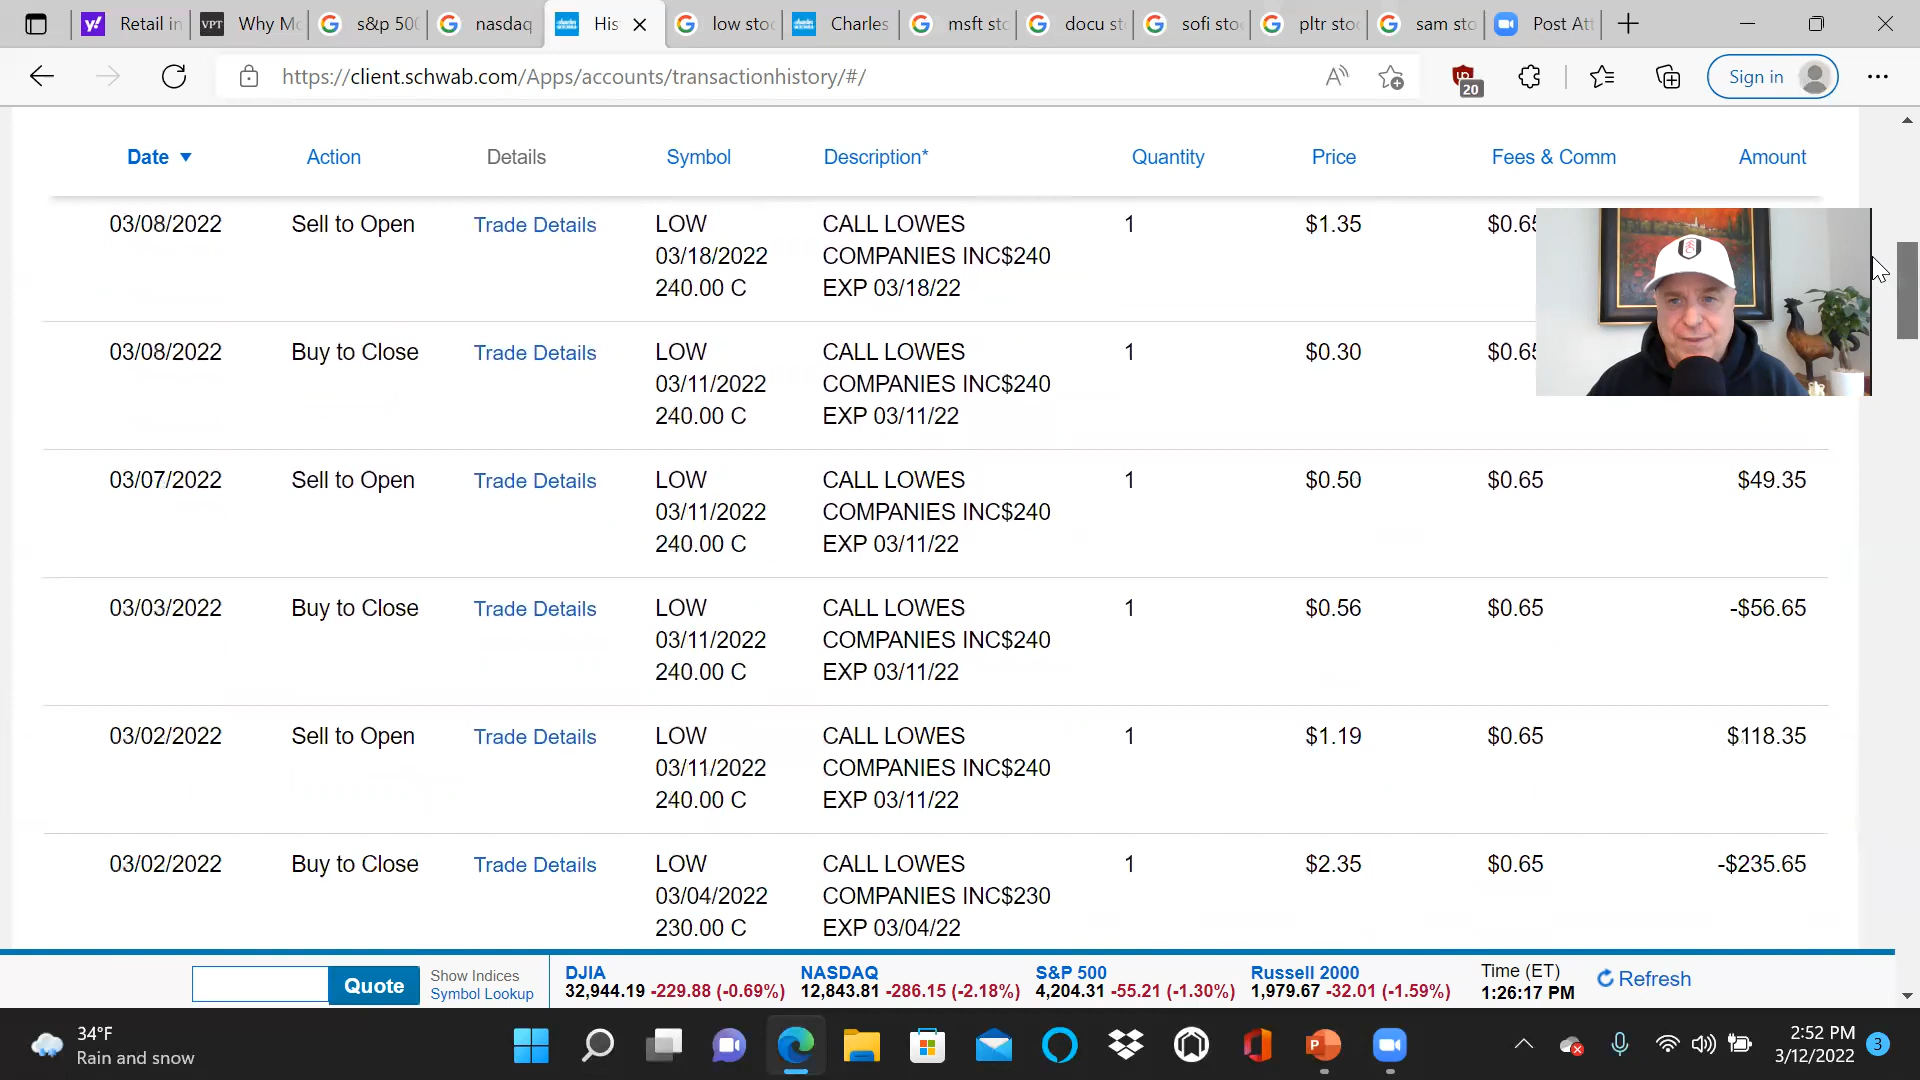 Retail in
Why Mo
s&p 500
nasdaq
His
low sto
Charles
msft sto
docu st
sofi sto
pltr sto
sam sto
Post Att
https://client.schwab.com/Apps/accounts/transactionhistory/#/
20
Sign in
Date ▼ Action Details Symbol Description* Quantity Price Fees & Comm Amount
03/08/2022 Sell to Open Trade Details LOW CALL LOWES 1 $1.35 $0.65
03/18/2022 COMPANIES INC$240
240.00 C EXP 03/18/22
03/08/2022 Buy to Close Trade Details LOW CALL LOWES 1 $0.30 $0.65
03/11/2022 COMPANIES INC$240
240.00 C EXP 03/11/22
03/07/2022 Sell to Open Trade Details LOW CALL LOWES 1 $0.50 $0.65 $49.35
03/11/2022 COMPANIES INC$240
240.00 C EXP 03/11/22
03/03/2022 Buy to Close Trade Details LOW CALL LOWES 1 $0.56 $0.65 -$56.65
03/11/2022 COMPANIES INC$240
240.00 C EXP 03/11/22
03/02/2022 Sell to Open Trade Details LOW CALL LOWES 1 $1.19 $0.65 $118.35
03/11/2022 COMPANIES INC$240
240.00 C EXP 03/11/22
03/02/2022 Buy to Close Trade Details LOW CALL LOWES 1 $2.35 $0.65 -$235.65
03/04/2022 COMPANIES INC$230
230.00 C EXP 03/04/22
Quote
Show Indices
Symbol Lookup
DJIA
32,944.19 -229.88 (-0.69%)
NASDAQ
12,843.81 -286.15 (-2.18%)
S&P 500
4,204.31 -55.21 (-1.30%)
Russell 2000
1,979.67 -32.01 (-1.59%)
Time (ET)
1:26:17 PM
Refresh
34°F
Rain and snow
2:52 PM
3/12/2022
3